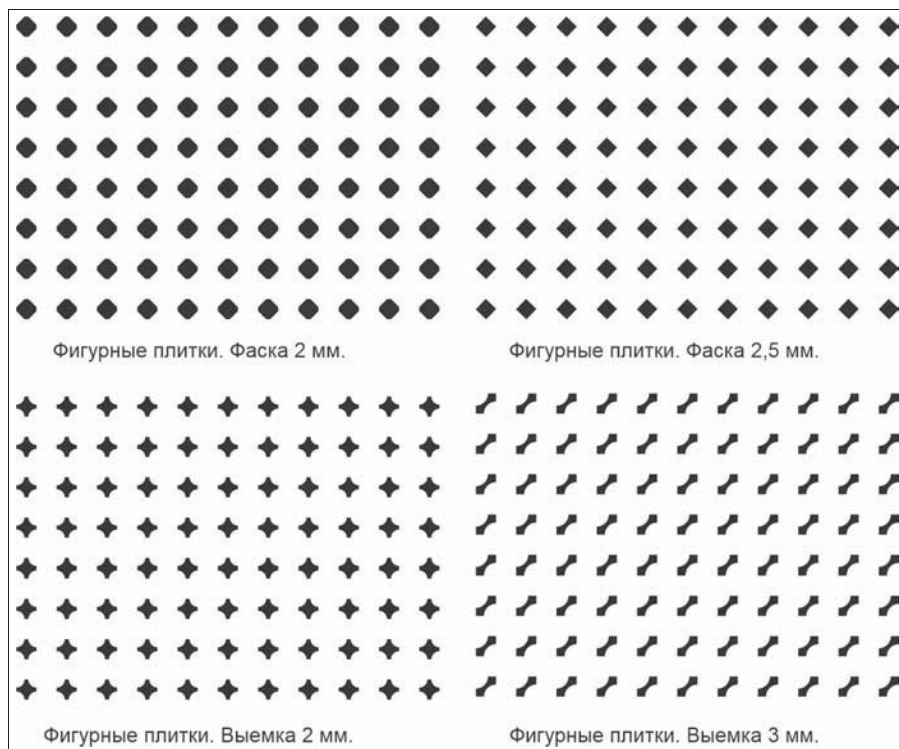 Фигурные плитки. Фаска 2 мм.
Фигурные плитки. Фаска 2,5 мм.
Фигурные плитки. Выемка 2 мм.
Фигурные плитки. Выемка 3 мм.